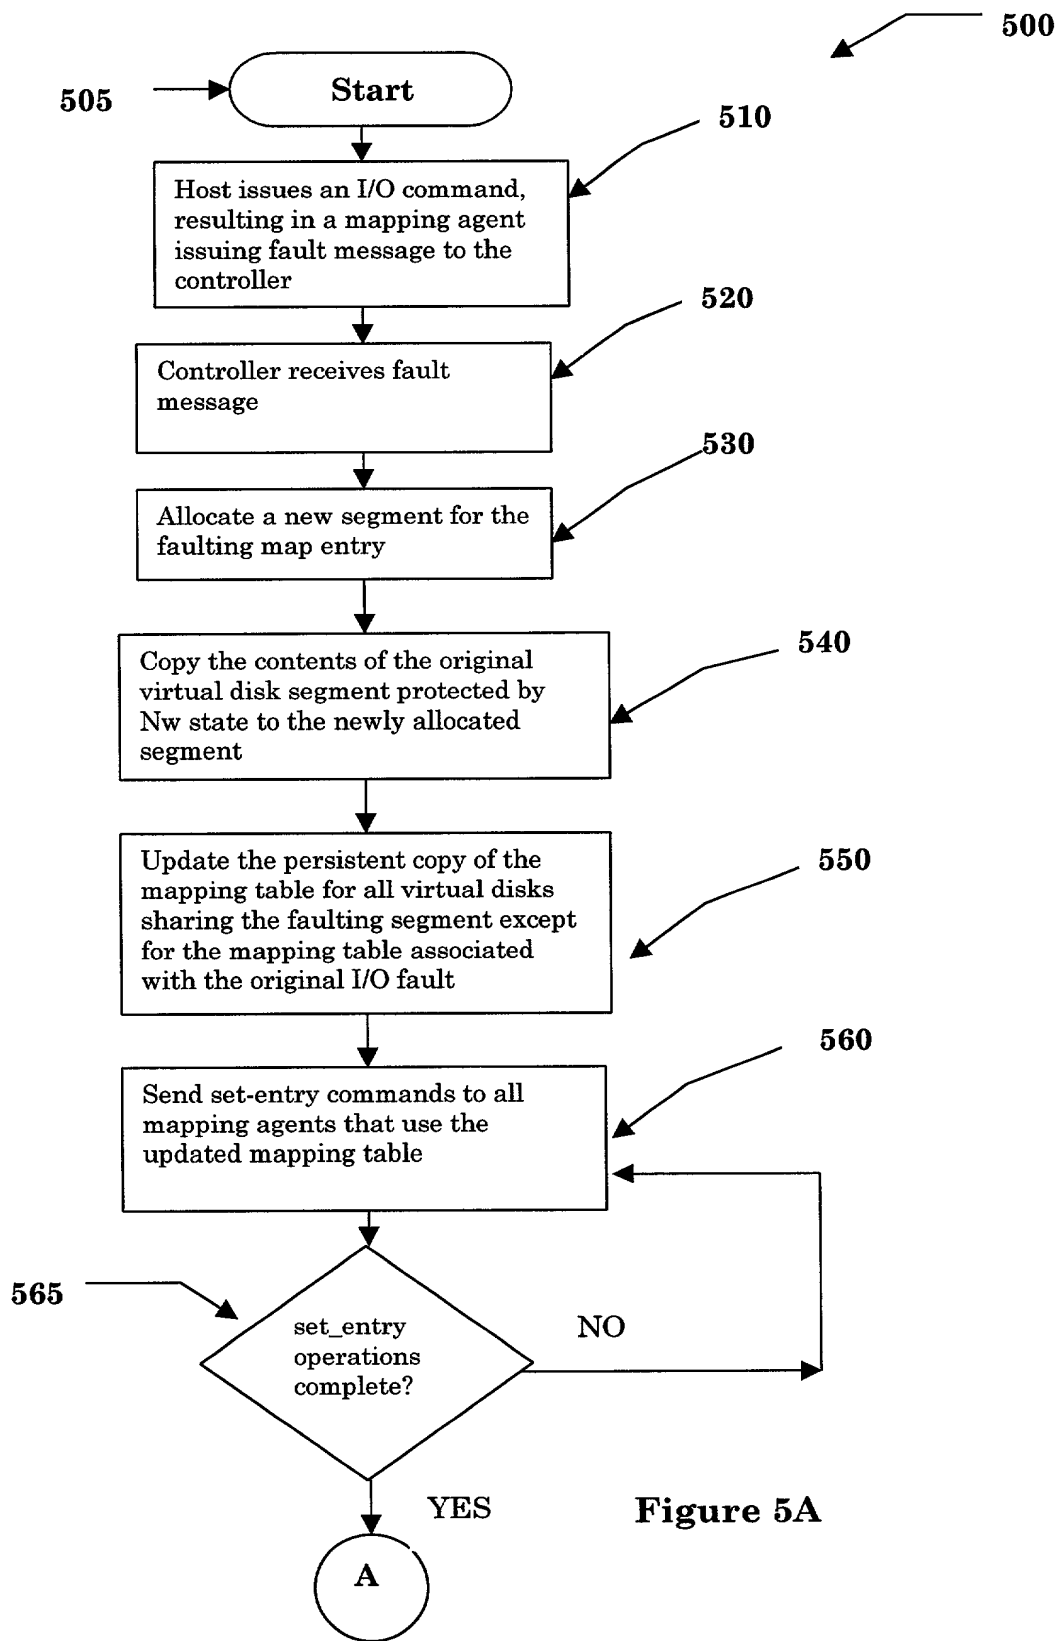 500
505
Start
510
Host issues an I/O command,
resulting in a mapping agent
issuing fault message to the
controller
520
Controller receives fault
message
530
Allocate a new segment for the
faulting map entry
540
Copy the contents of the original
virtual disk segment protected by
Nw state to the newly allocated
segment
550
Update the persistent copy of the
mapping table for all virtual disks
sharing the faulting segment except
for the mapping table associated
with the original I/O fault
560
Send set-entry commands to all
mapping agents that use the
updated mapping table
565
set_entry
operations
complete?
NO
YES
Figure 5A
A